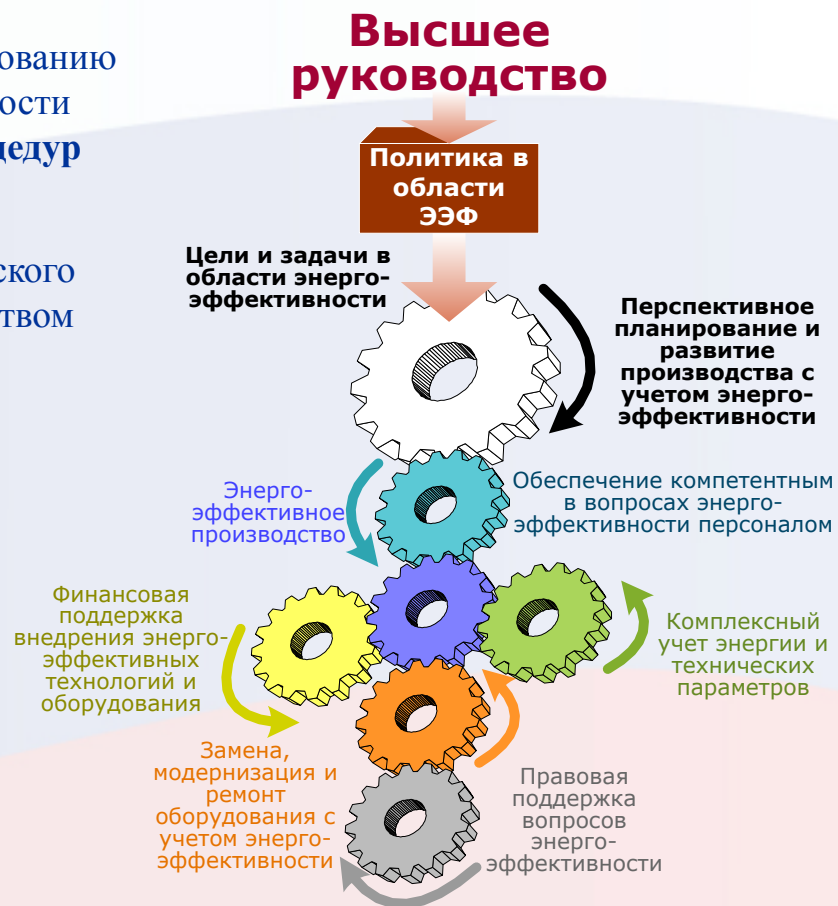 Высшее
руководство
ованию
ости
едур
ского
твом
Политика в
области
ЭЭФ
Цели и задачи в
области энерго-
эффективности
Перспективное
планирование и
развитие
производства с
учетом энерго-
эффективности
Энерго-
эффективное
производство
Обеспечение компетентным
в вопросах энерго-
эффективности персоналом
Финансовая
поддержка
внедрения энерго-
эффективных
технологий и
оборудования
Комплексный
учет энергии и
технических
параметров
Замена,
модернизация и
ремонт
оборудования с
учетом энерго-
эффективности
Правовая
поддержка
вопросов
энерго-
эффективности